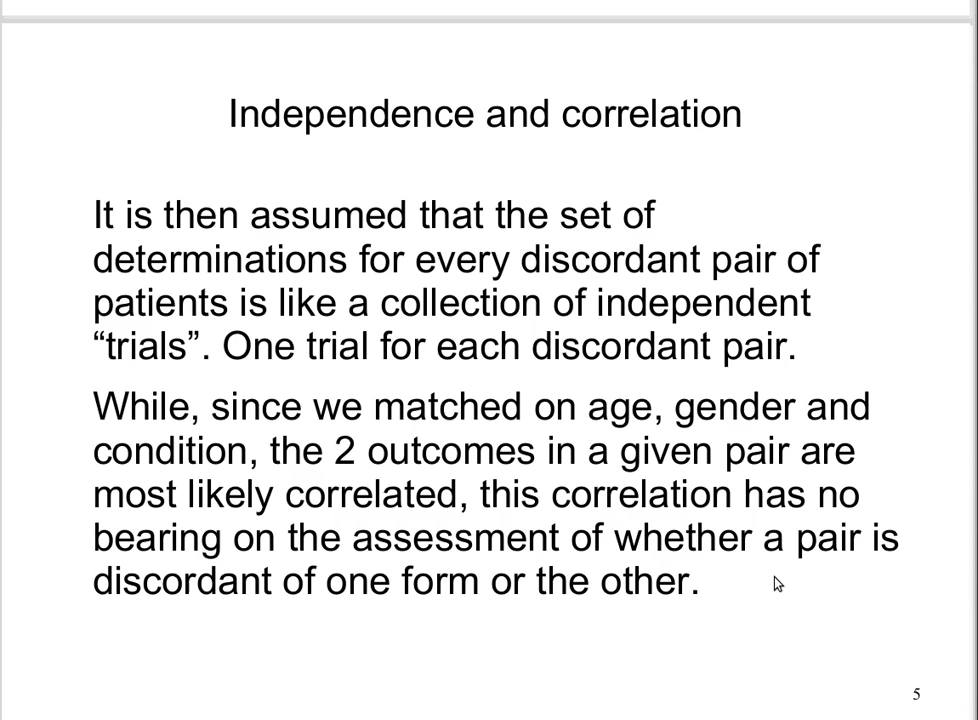 Independence and correlation
It is then assumed that the set of
determinations for every discordant pair of
patients is like a collection of independent
“trials”. One trial for each discordant pair.
While, since we matched on age, gender and
condition, the 2 outcomes in a given pair are
most likely correlated, this correlation has no
bearing on the assessment of whether a pair is
discordant of one form or the other.
5